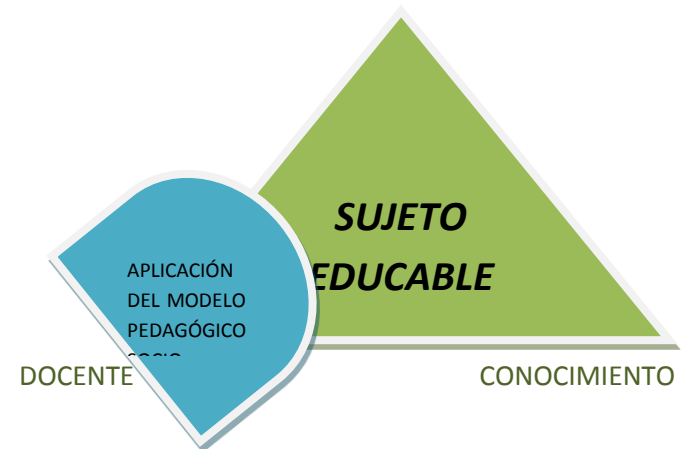 SUJETO
EDUCABLE
APLICACIÓN
DEL MODELO
PEDAGÓGICO
DOCENTE
CONOCIMIENTO